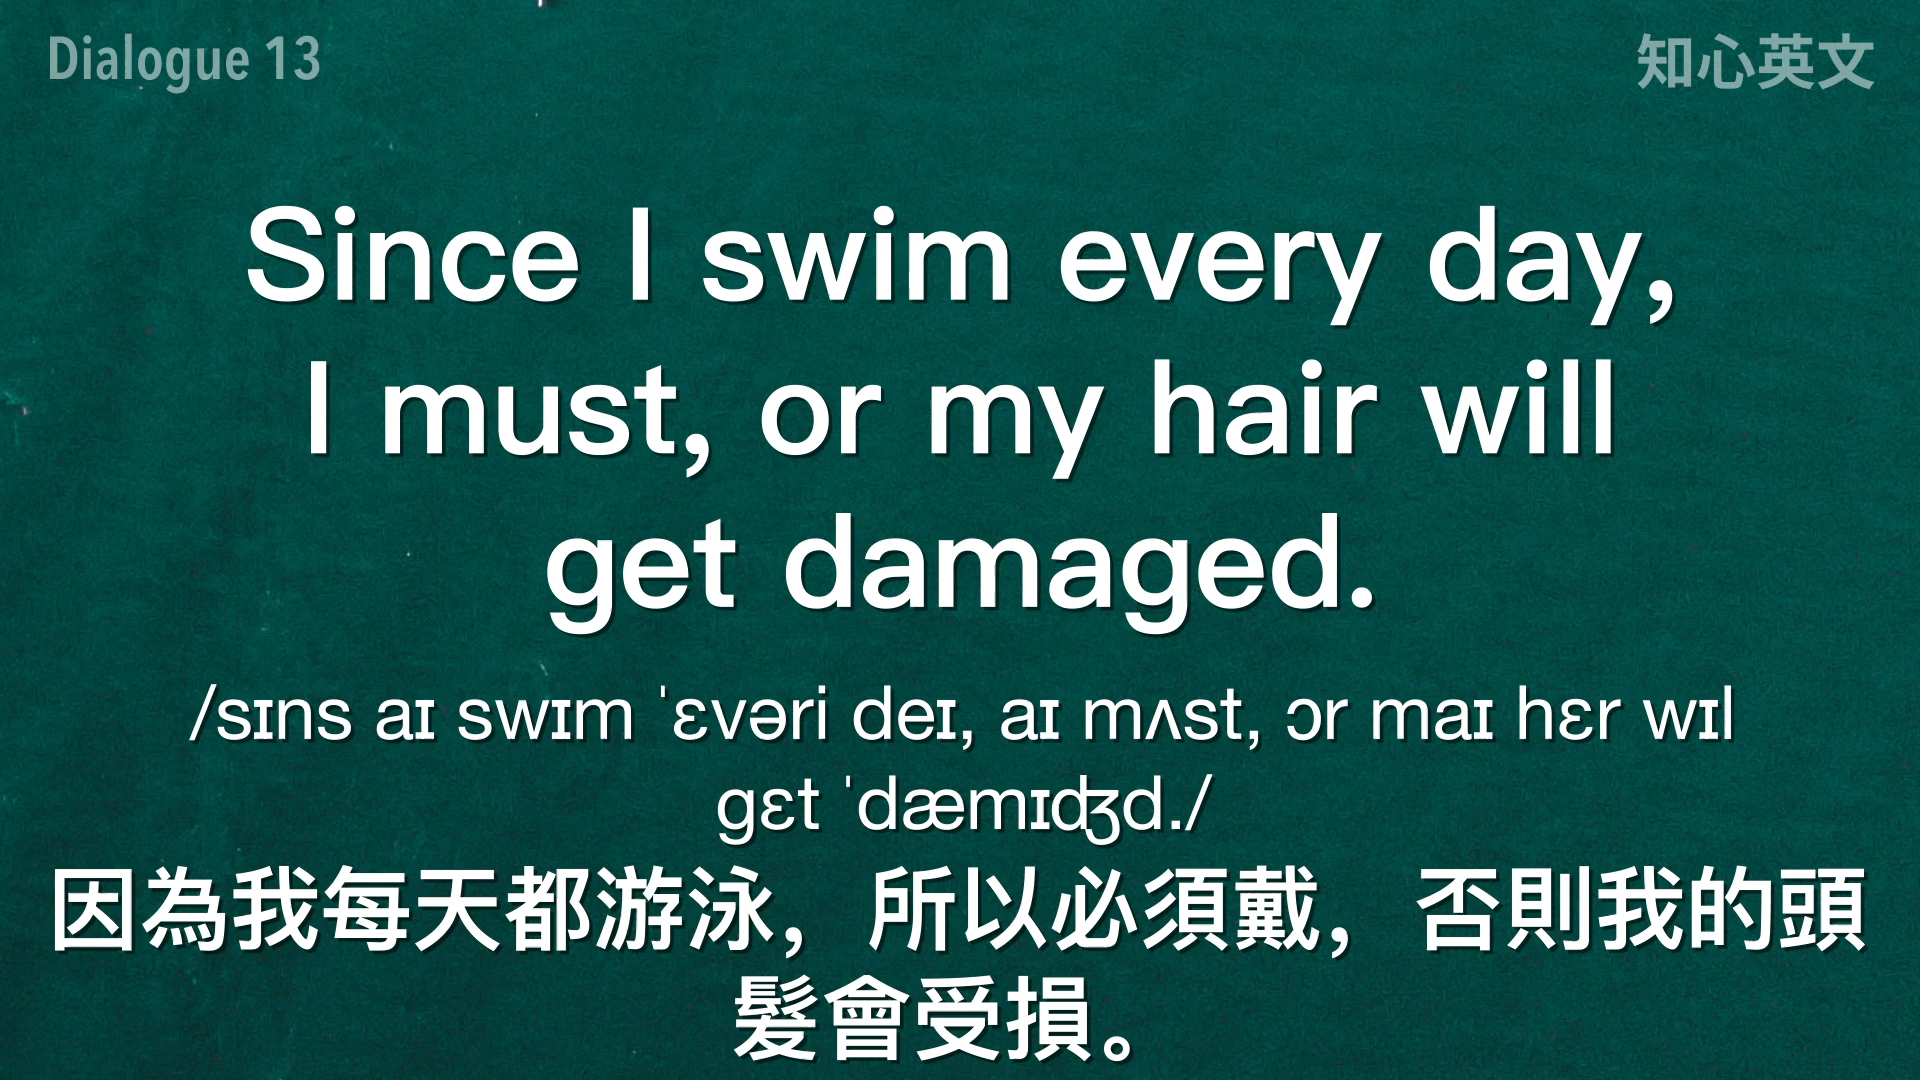 Dialogue 13
知心英文
Since I swim every day,
I must, or my hair will
get damaged.
/sɪns aɪ swɪm ˈɛvəri deɪ, aɪ mʌst, ɔr maɪ hɛr wɪl
gɛt ˈdæmɪʤd./
因為我每天都游泳，所以必須戴，否則我的頭
髮會受損。